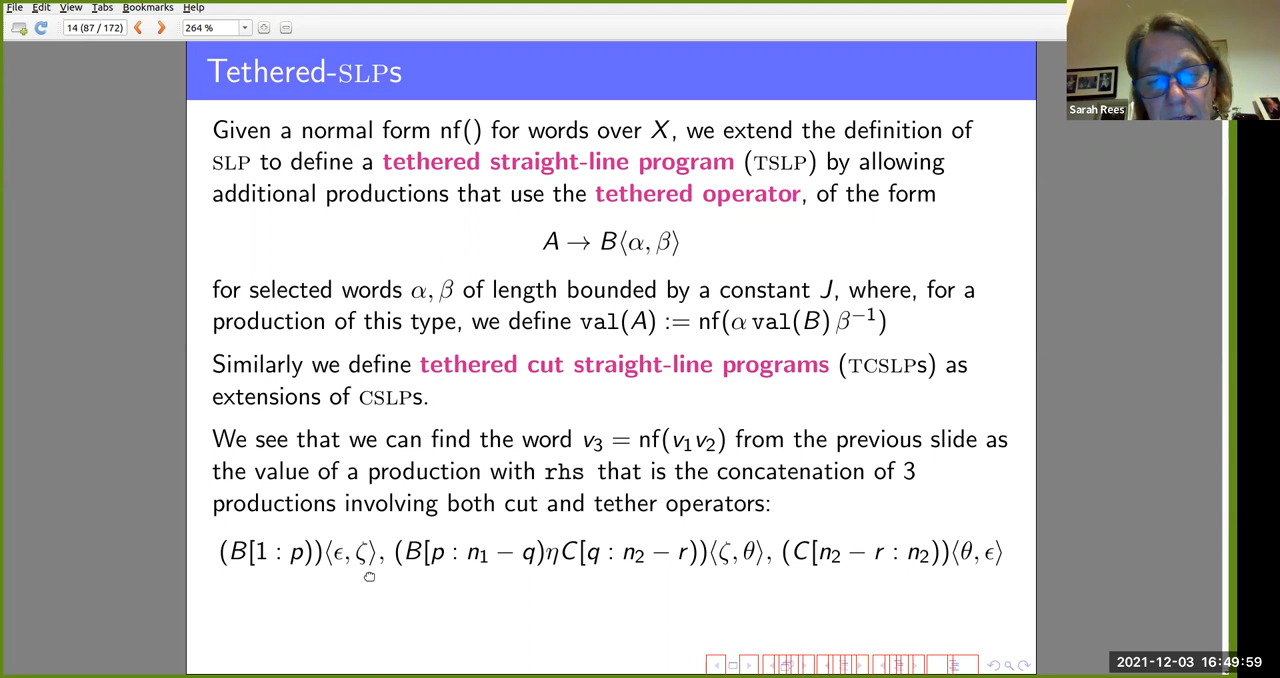 File Edit View Tabs Bookmarks Help
14 (87 / 172) 264 %
Tethered-SLPs
Sarah Rees
Given a normal form nf() for words over X, we extend the definition of
SLP to define a tethered straight-line program (TSLP) by allowing
additional productions that use the tethered operator, of the form
A → B⟨α, β⟩
for selected words α, β of length bounded by a constant J, where, for a
production of this type, we define val(A) := nf(α val(B) β⁻¹)
Similarly we define tethered cut straight-line programs (TCSLPs) as
extensions of CSLPs.
We see that we can find the word v₃ = nf(v₁v₂) from the previous slide as
the value of a production with rhs that is the concatenation of 3
productions involving both cut and tether operators:
(B[1 : p))⟨ϵ, ζ⟩, (B[p : n₁ − q)ηC[q : n₂ − r))⟨ζ, θ⟩, (C[n₂ − r : n₂))⟨θ, ϵ⟩
2021-12-03 16:49:59